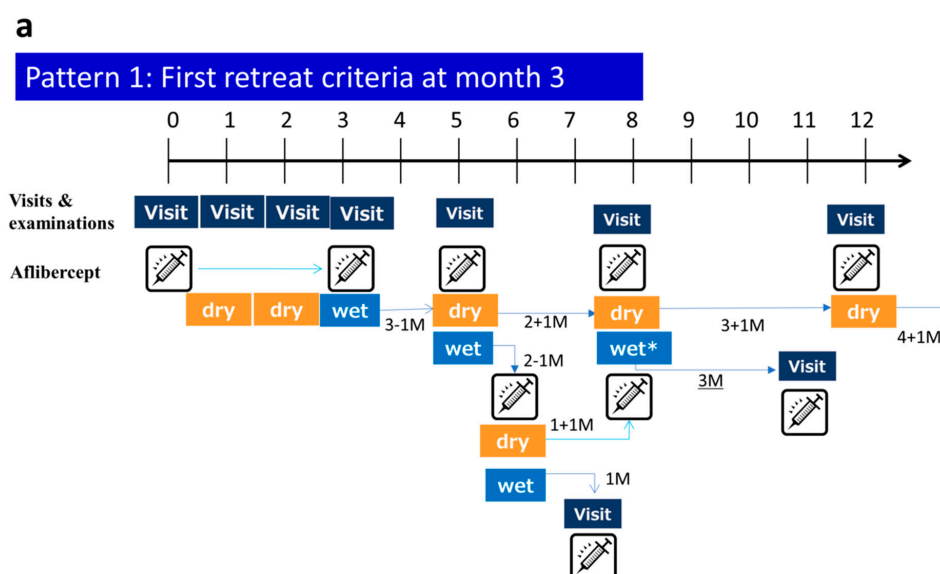 a
Pattern 1: First retreat criteria at month 3
0 1 2 3 4 5 6 7 8 9 10 11 12
Visits &
examinations
Visit Visit Visit Visit Visit Visit Visit
Aflibercept
dry dry wet 3-1M dry 2+1M dry 3+1M dry 4+1M
wet 2-1M wet* 3M Visit
dry 1+1M
wet 1M
Visit